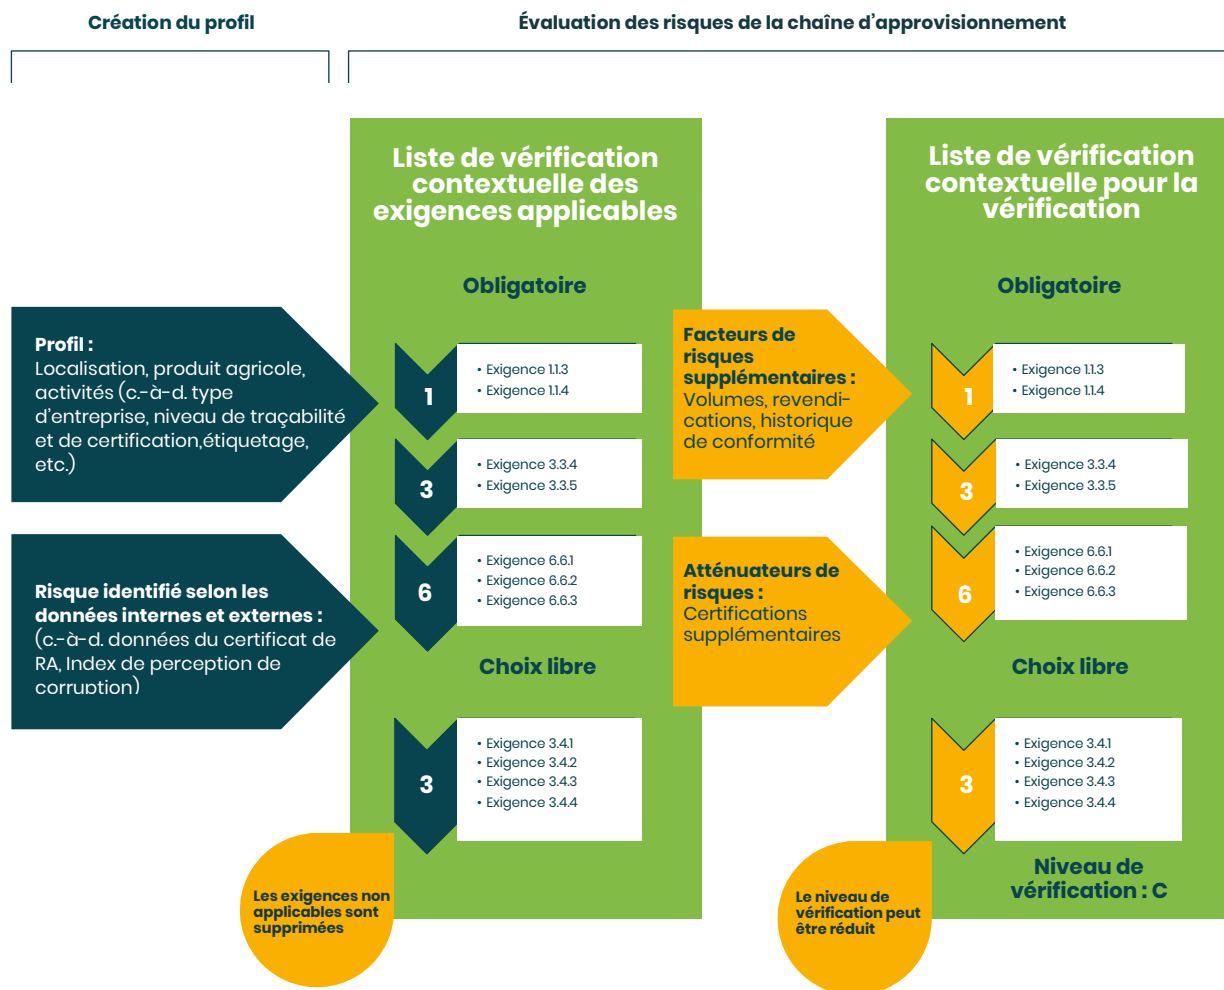 Création du profil
Évaluation des risques de la chaîne d'approvisionnement
Profil :
Localisation, produit agricole,
activités (c.-à-d. type
d'entreprise, niveau de traçabilité
et de certification,étiquetage,
etc.)
Risque identifié selon les
données internes et externes :
(c.-à-d. données du certificat de
RA, Index de perception de
corruption)
Liste de vérification
contextuelle des
exigences applicables
Obligatoire
1
• Exigence 1.1.3
• Exigence 1.1.4
3
• Exigence 3.3.4
• Exigence 3.3.5
6
• Exigence 6.6.1
• Exigence 6.6.2
• Exigence 6.6.3
Choix libre
3
• Exigence 3.4.1
• Exigence 3.4.2
• Exigence 3.4.3
• Exigence 3.4.4
Les exigences non
applicables sont
supprimées
Facteurs de
risques
supplémentaires :
Volumes, revendi-
cations, historique
de conformité
Atténuateurs de
risques :
Certifications
supplémentaires
Liste de vérification
contextuelle pour la
vérification
Obligatoire
1
• Exigence 1.1.3
• Exigence 1.1.4
3
• Exigence 3.3.4
• Exigence 3.3.5
6
• Exigence 6.6.1
• Exigence 6.6.2
• Exigence 6.6.3
Choix libre
3
• Exigence 3.4.1
• Exigence 3.4.2
• Exigence 3.4.3
• Exigence 3.4.4
Niveau de
vérification : C
Le niveau de
vérification peut
être réduit